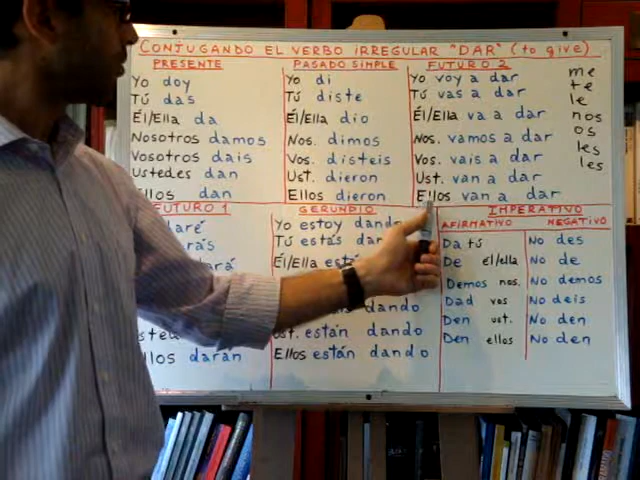 CONJUGANDO EL VERBO IRREGULAR "DAR" (to give)
PRESENTE
Yo doy
Tú das
Él/Ella da
Nosotros damos
Vosotros dais
Ustedes dan
Ellos dan
PASADO SIMPLE
Yo di
Tú diste
Él/Ella dio
Nos. dimos
Vos. disteis
Ust. dieron
Ellos dieron
FUTURO 2
Yo voy a dar
Tú vas a dar
Él/Ella va a dar
Nos. vamos a dar
Vos. vais a dar
Ust. van a dar
Ellos van a dar
me
te
le
nos
os
les
les
FUTURO 1
Ellos darán
GERUNDIO
Yo estoy dando
Tú estás
Él/Ella
dando
Ust. están dando
Ellos están dando
IMPERATIVO
AFIRMATIVO NEGATIVO
Da tú No des
De él/ella No de
Demos nos. No demos
Dad vos No deis
Den ust. No den
Den ellos No den